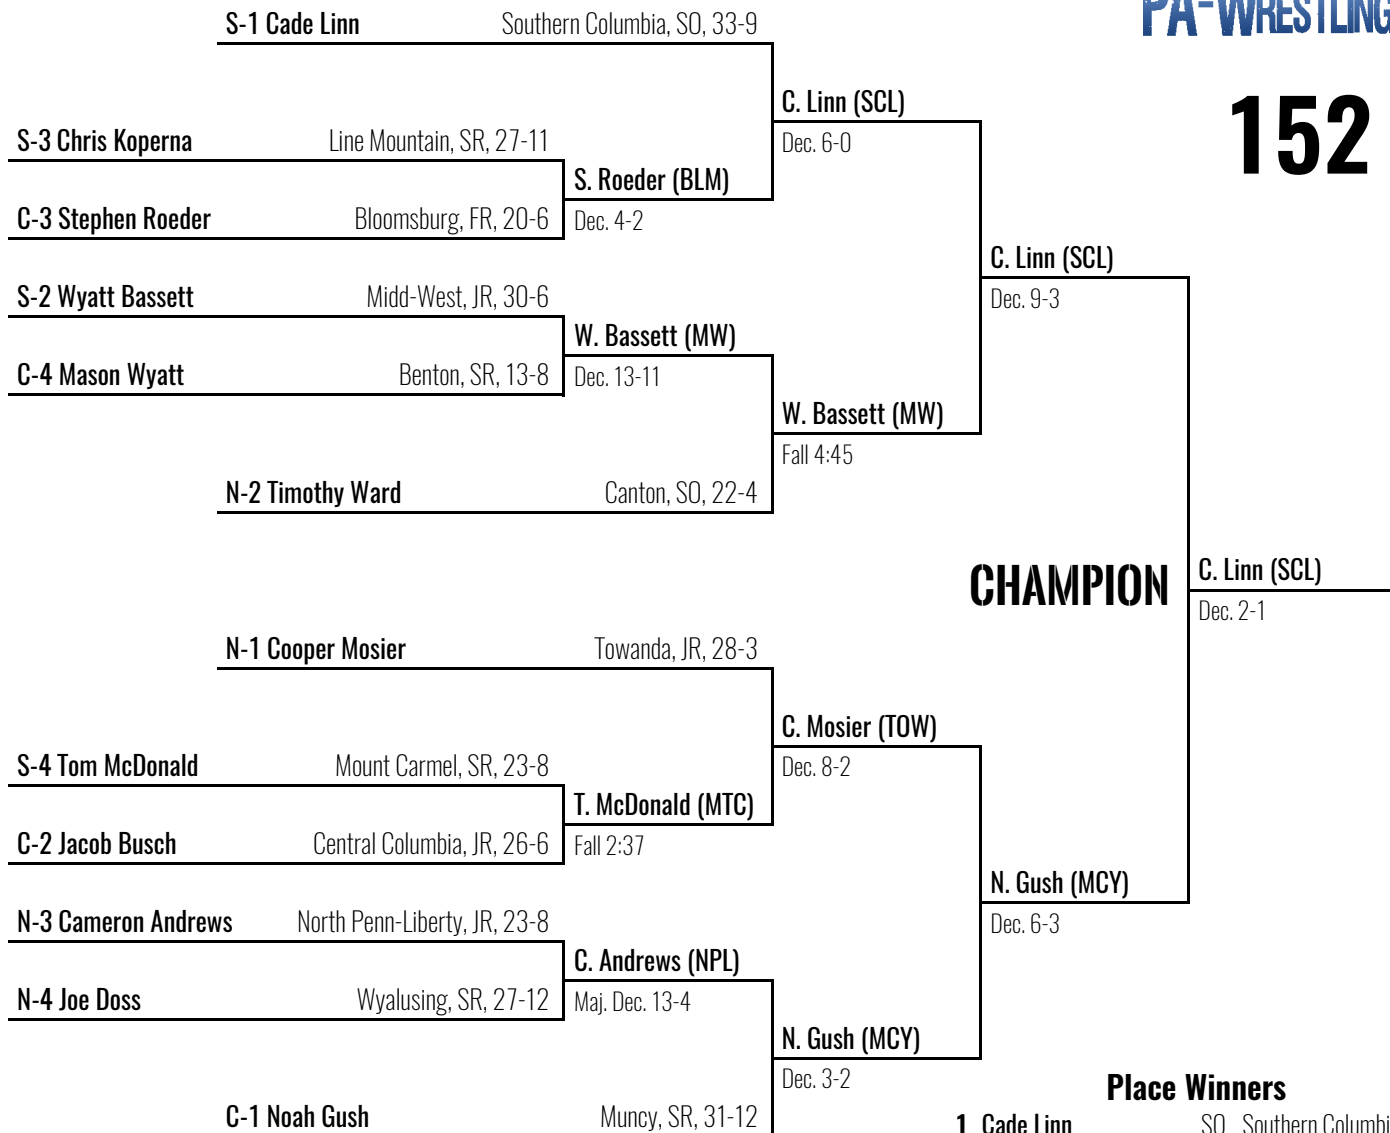 PA-WRESTLING
152
S-1 Cade Linn Southern Columbia, SO, 33-9
C. Linn (SCL)
Dec. 6-0
S-3 Chris Koperna Line Mountain, SR, 27-11
S. Roeder (BLM)
Dec. 4-2
C-3 Stephen Roeder Bloomsburg, FR, 20-6
C. Linn (SCL)
Dec. 9-3
S-2 Wyatt Bassett Midd-West, JR, 30-6
W. Bassett (MW)
Dec. 13-11
C-4 Mason Wyatt Benton, SR, 13-8
W. Bassett (MW)
Fall 4:45
N-2 Timothy Ward Canton, SO, 22-4
CHAMPION
C. Linn (SCL)
Dec. 2-1
N-1 Cooper Mosier Towanda, JR, 28-3
C. Mosier (TOW)
Dec. 8-2
S-4 Tom McDonald Mount Carmel, SR, 23-8
T. McDonald (MTC)
Fall 2:37
C-2 Jacob Busch Central Columbia, JR, 26-6
N. Gush (MCY)
Dec. 6-3
N-3 Cameron Andrews North Penn-Liberty, JR, 23-8
C. Andrews (NPL)
Maj. Dec. 13-4
N-4 Joe Doss Wyalusing, SR, 27-12
N. Gush (MCY)
Dec. 3-2
C-1 Noah Gush Muncy, SR, 31-12
Place Winners
1 Cade Linn SO Southern Columbi